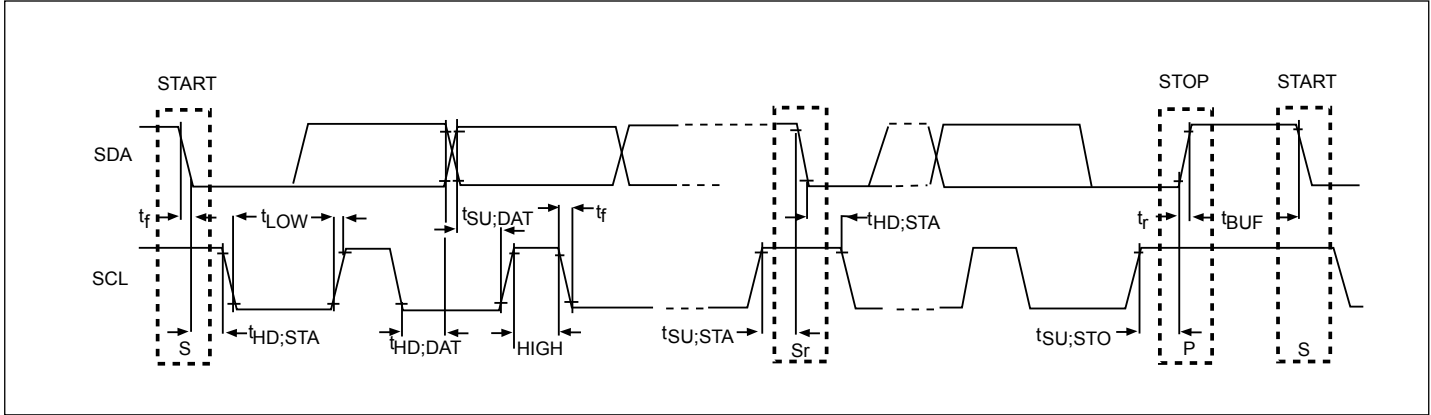 START STOP START
SDA
tf tLOW tSU;DAT tf tHD;STA tr tBUF
SCL
tHD;STA tHD;DAT HIGH tSU;STA tSU;STO
S Sr P S